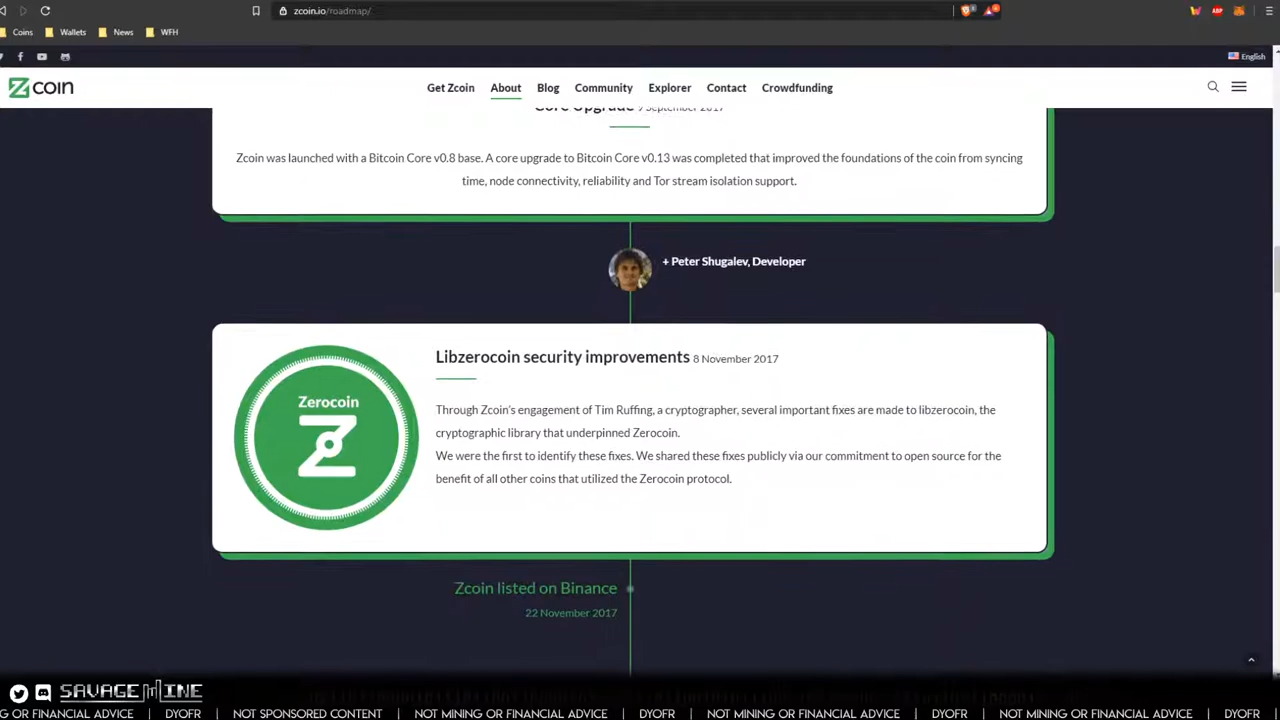 zcoin.io/roadmap/
Coins
Wallets
News
WFH
English
Zcoin
Get Zcoin
About
Blog
Community
Explorer
Contact
Crowdfunding
Core Upgrade 9 September 2017
Zcoin was launched with a Bitcoin Core v0.8 base. A core upgrade to Bitcoin Core v0.13 was completed that improved the foundations of the coin from syncing
time, node connectivity, reliability and Tor stream isolation support.
+ Peter Shugalev, Developer
Zerocoin
Libzerocoin security improvements 8 November 2017
Through Zcoin's engagement of Tim Ruffing, a cryptographer, several important fixes are made to libzerocoin, the
cryptographic library that underpinned Zerocoin.
We were the first to identify these fixes. We shared these fixes publicly via our commitment to open source for the
benefit of all other coins that utilized the Zerocoin protocol.
Zcoin listed on Binance
22 November 2017
SAVAGEMINE
NG OR FINANCIAL ADVICE | DYOFR | NOT SPONSORED CONTENT | NOT MINING OR FINANCIAL ADVICE | DYOFR | NOT MINING OR FINANCIAL ADVICE | DYOFR | NOT MINING OR FINANCIAL ADVICE | DYOFR